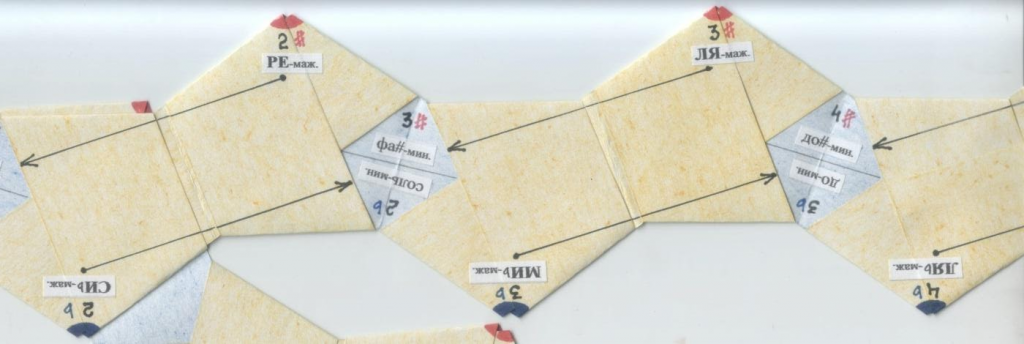 2#
РЕ-маж.
3#
фа#-мин.
СОЛЬ-мин.
2b
СИb-маж.
2b
3#
ЛЯ-маж.
4#
до#-мин.
ДО-мин.
3b
МИb-маж.
3b
ЛЯb-маж.
4b